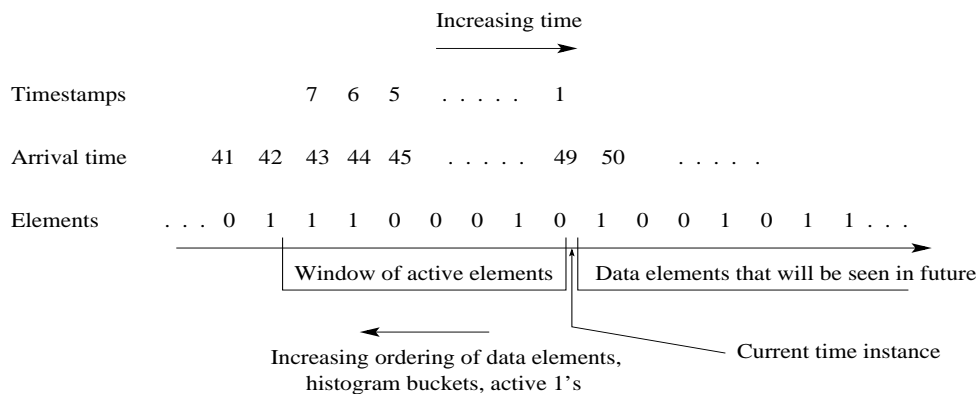 Increasing time
Timestamps 7 6 5 . . . . . 1
Arrival time 41 42 43 44 45 . . . . . 49 50 . . . . .
Elements . . . 0 1 1 1 0 0 0 1 0 1 0 0 1 0 1 1 . . .
Window of active elements Data elements that will be seen in future
Increasing ordering of data elements,
histogram buckets, active 1's
Current time instance